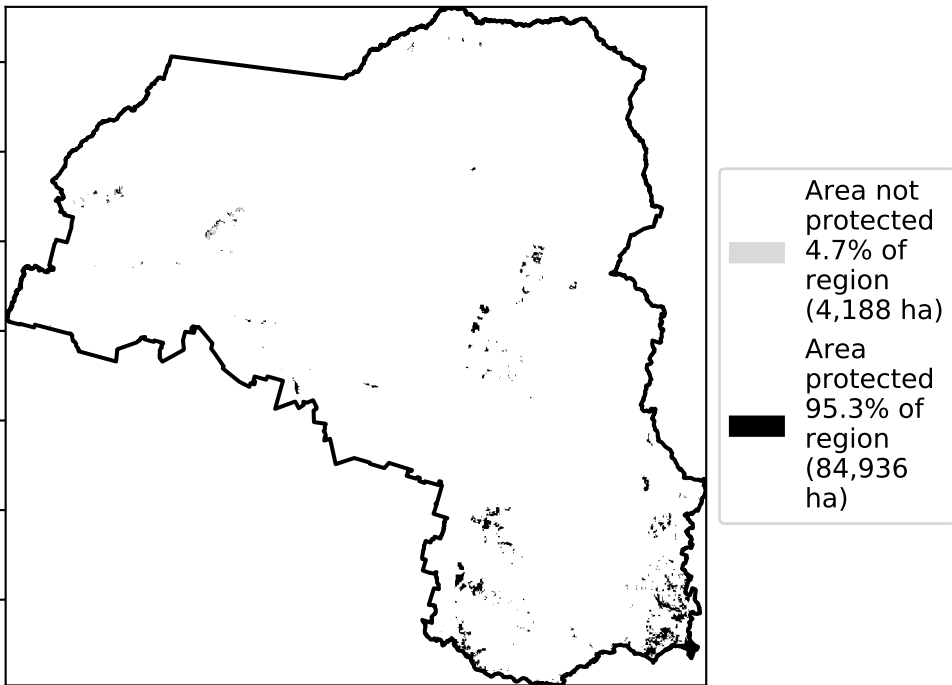 Area not
protected
4.7% of
region
(4,188 ha)
Area
protected
95.3% of
region
(84,936
ha)